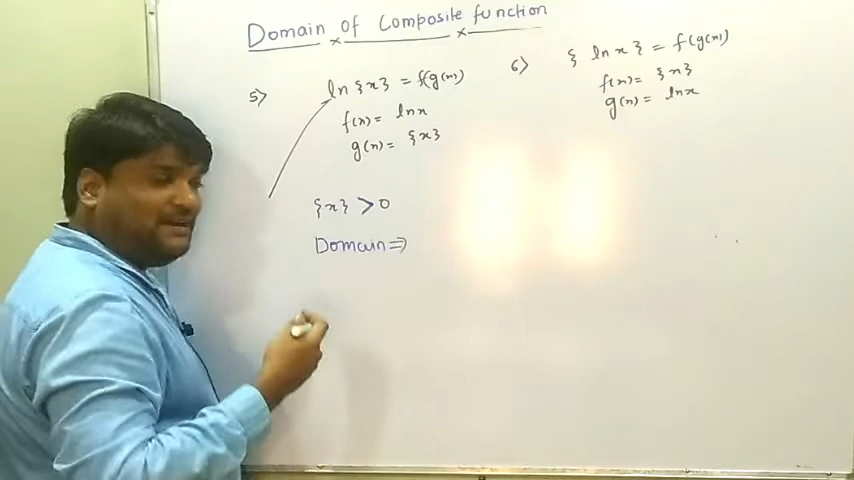 Domain of Composite function
5) ln {x} = f(g(x))
f(x) = ln x
g(x) = {x}
{x} > 0
Domain ⇒
6) { ln x } = f(g(x))
f(x) = {x}
g(x) = ln x